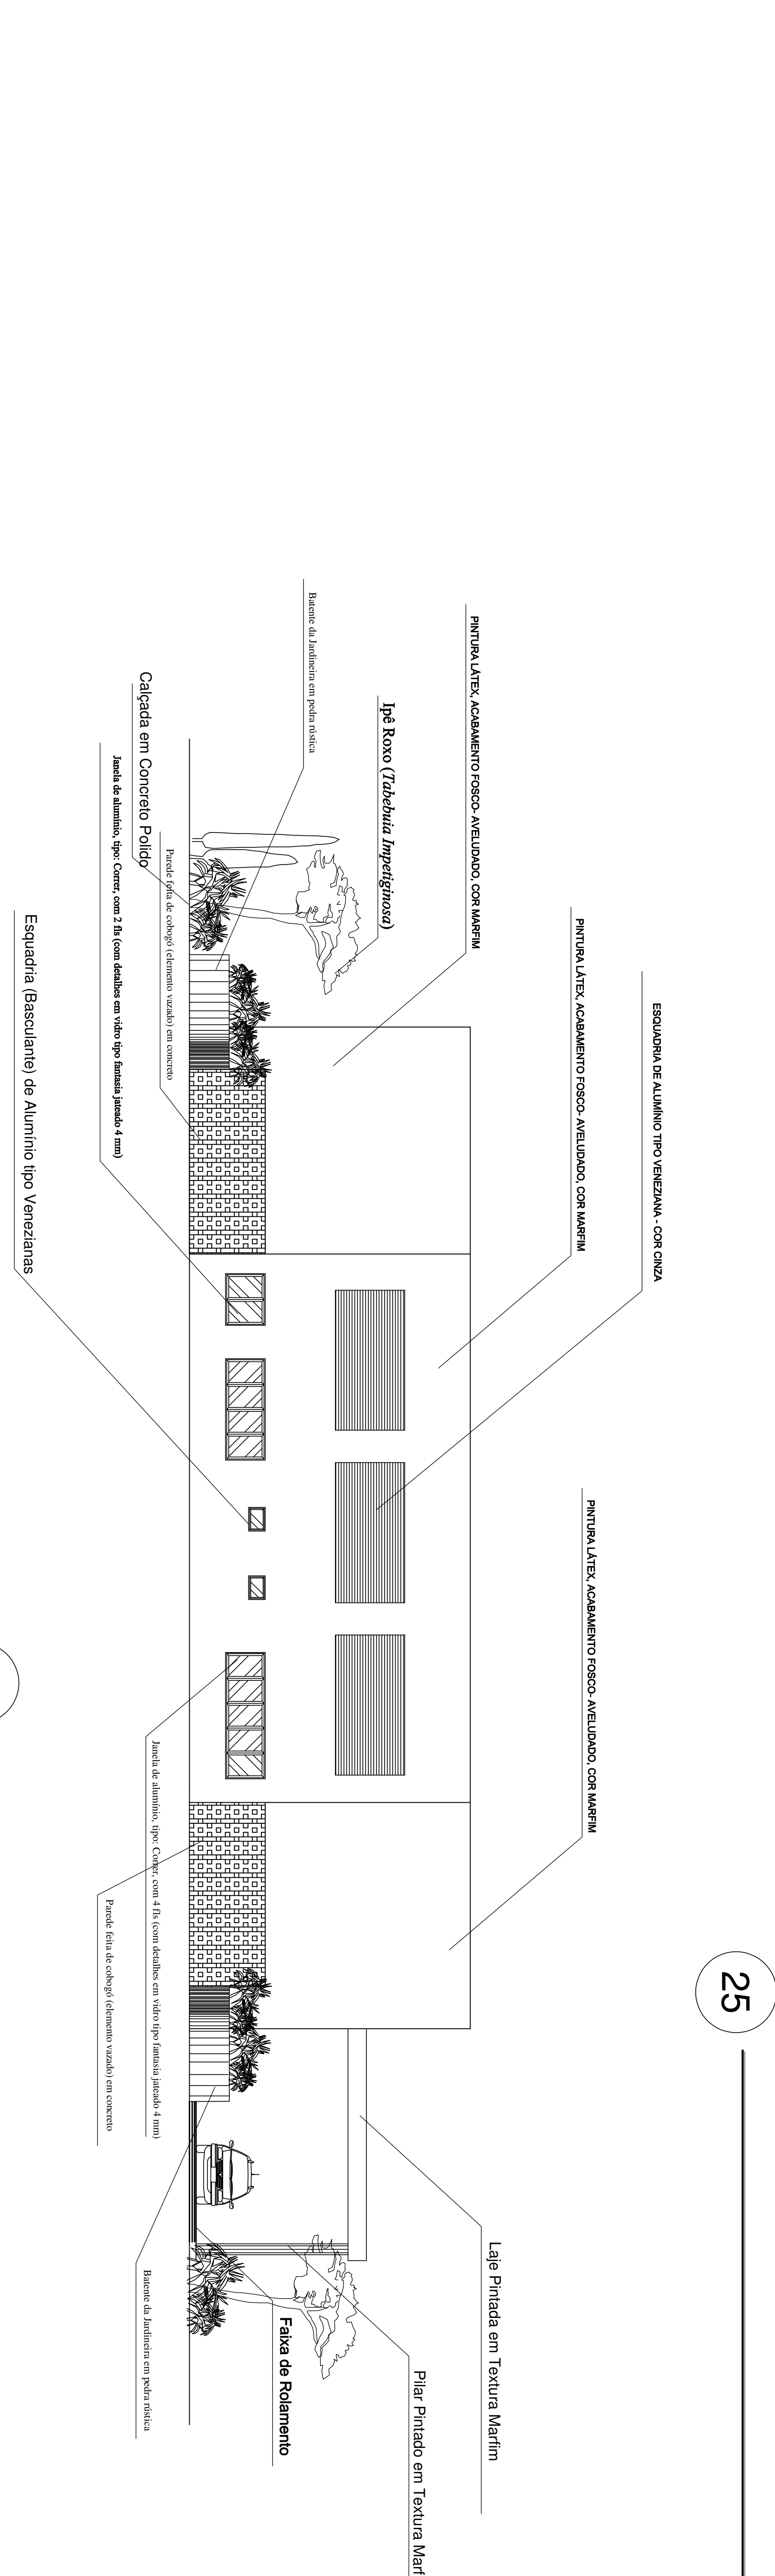 ESQUADRIA DE ALUMÍNIO TIPO VENEZIANA - COR CINZA
PINTURA LÁTEX, ACABAMENTO FOSCO- AVELUDADO, COR MARFIM
PINTURA LÁTEX, ACABAMENTO FOSCO- AVELUDADO, COR MARFIM
PINTURA LÁTEX, ACABAMENTO FOSCO- AVELUDADO, COR MARFIM
25
Laje Pintada em Textura Marfim
Pilar Pintado em Textura Marf
Ipê Roxo (Tabebuia Impetiginosa)
Batente da Jardineira em pedra rústica
Faixa de Rolamento
Calçada em Concreto Polido
Parede feita de cobogó (elemento vazado) em concreto
Janela de alumínio, tipo: Correr, com 4 fls (com detalhes em vidro tipo fantasia jateado 4 mm)
Batente da Jardineira em pedra rústica
Janela de alumínio, tipo: Correr, com 2 fls (com detalhes em vidro tipo fantasia jateado 4 mm)
Parede feita de cobogó (elemento vazado) em concreto
Esquadria (Basculante) de Alumínio tipo Venezianas